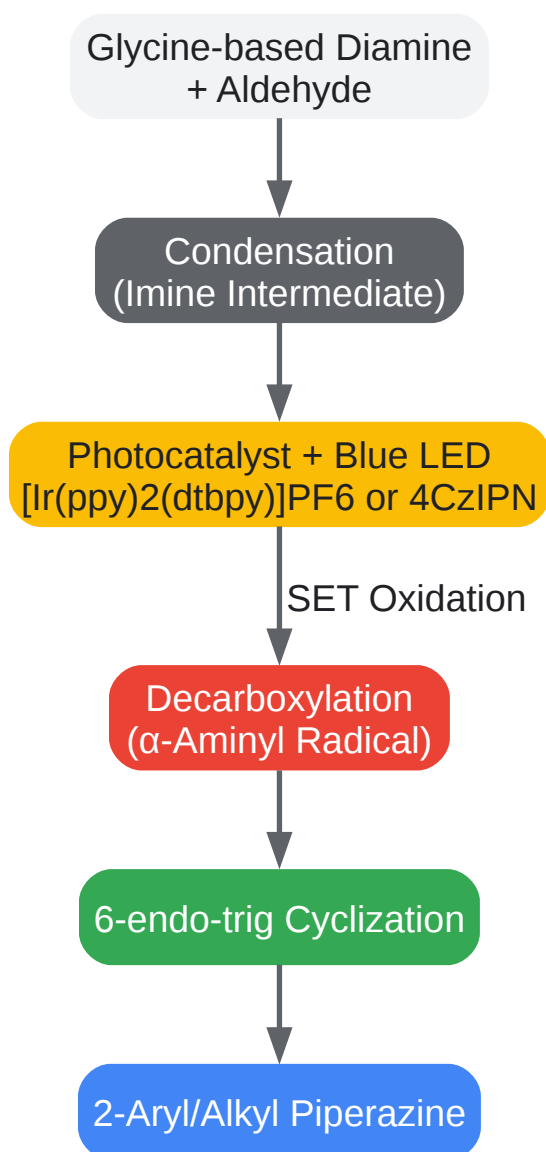 Glycine-based Diamine
+ Aldehyde
Condensation
(Imine Intermediate)
Photocatalyst + Blue LED
[Ir(ppy)2(dtbpy)]PF6 or 4CzIPN
SET Oxidation
Decarboxylation
(α-Aminyl Radical)
6-endo-trig Cyclization
2-Aryl/Alkyl Piperazine